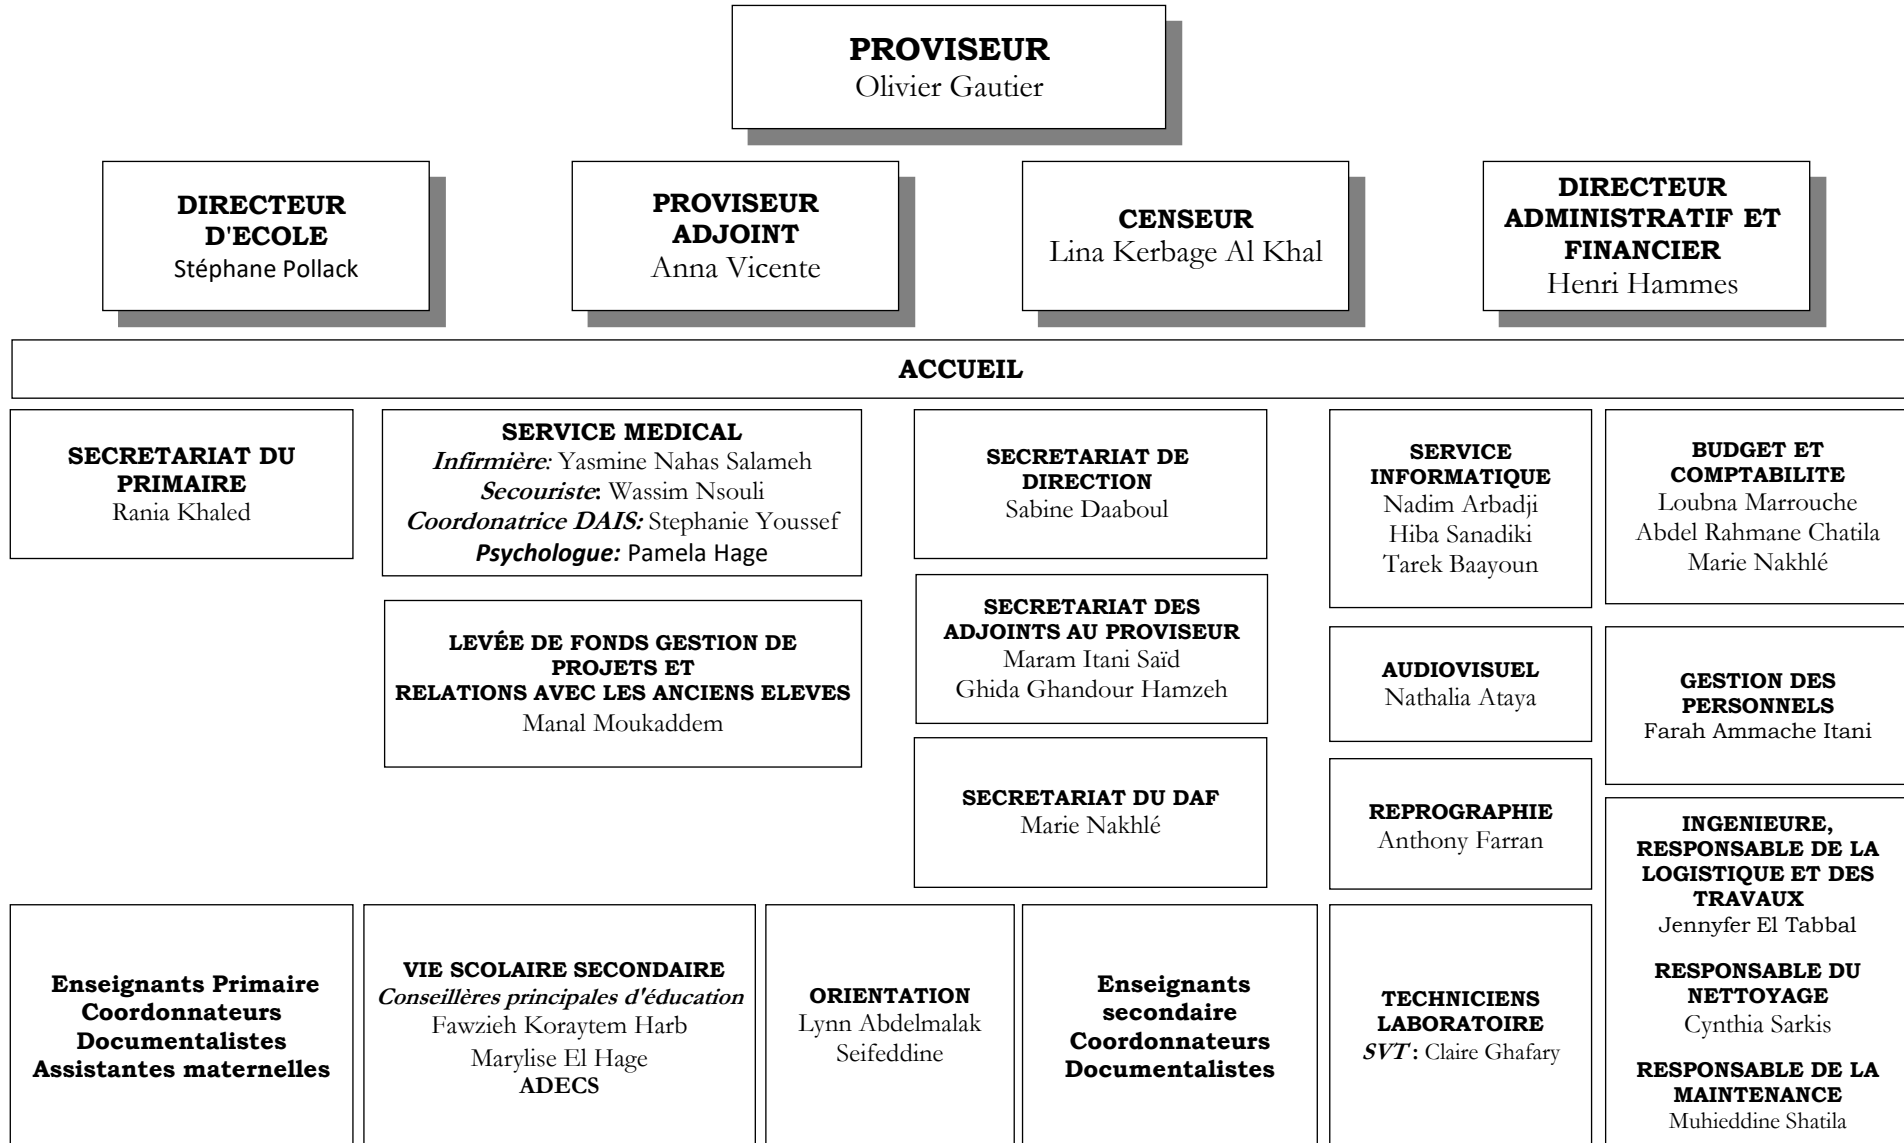 PROVISEUR
Olivier Gautier
DIRECTEUR
D'ECOLE
Stéphane Pollack
PROVISEUR
ADJOINT
Anna Vicente
CENSEUR
Lina Kerbage Al Khal
DIRECTEUR
ADMINISTRATIF ET
FINANCIER
Henri Hammes
ACCUEIL
SECRETARIAT DU
PRIMAIRE
Rania Khaled
SERVICE MEDICAL
Infirmière: Yasmine Nahas Salameh
Secouriste: Wassim Nsouli
Coordonatrice DAIS: Stephanie Youssef
Psychologue: Pamela Hage
LEVÉE DE FONDS GESTION DE
PROJETS ET
RELATIONS AVEC LES ANCIENS ELEVES
Manal Moukaddem
SECRETARIAT DE
DIRECTION
Sabine Daaboul
SECRETARIAT DES
ADJOINTS AU PROVISEUR
Maram Itani Saïd
Ghida Ghandour Hamzeh
SECRETARIAT DU DAF
Marie Nakhlé
SERVICE
INFORMATIQUE
Nadim Arbadji
Hiba Sanadiki
Tarek Baayoun
AUDIOVISUEL
Nathalia Ataya
REPROGRAPHIE
Anthony Farran
BUDGET ET
COMPTABILITE
Loubna Marrouche
Abdel Rahmane Chatila
Marie Nakhlé
GESTION DES
PERSONNELS
Farah Ammache Itani
INGENIEURE,
RESPONSABLE DE LA
LOGISTIQUE ET DES
TRAVAUX
Jennyfer El Tabbal
RESPONSABLE DU
NETTOYAGE
Cynthia Sarkis
RESPONSABLE DE LA
MAINTENANCE
Muhieddine Shatila
Enseignants Primaire
Coordonnateurs
Documentalistes
Assistantes maternelles
VIE SCOLAIRE SECONDAIRE
Conseillères principales d'éducation
Fawzieh Koraytem Harb
Marylise El Hage
ADECS
ORIENTATION
Lynn Abdelmalak
Seifeddine
Enseignants
secondaire
Coordonnateurs
Documentalistes
TECHNICIENS
LABORATOIRE
SVT : Claire Ghafary